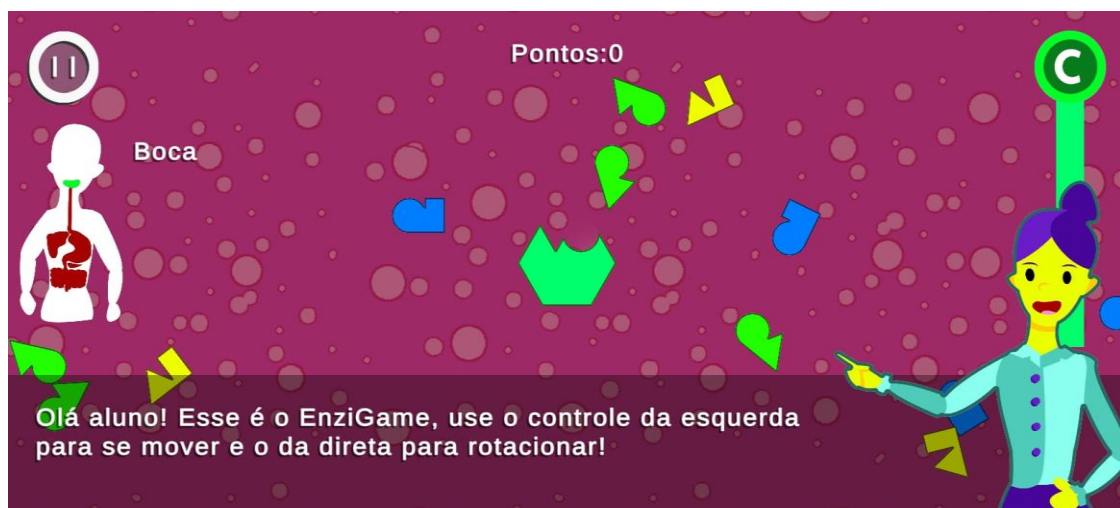 Pontos:0
C
Boca
Olá aluno! Esse é o EnziGame, use o controle da esquerda
para se mover e o da direta para rotacionar!